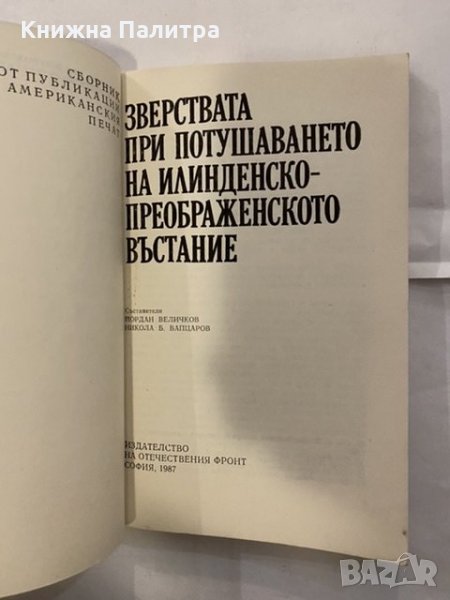 Книжна Палитра
СБОРНИК
ОТ ПУБЛИКАЦИИ
АМЕРИКАНСКИЯ
ПЕЧАТ
ЗВЕРСТВАТА
ПРИ ПОТУШАВАНЕТО
НА ИЛИНДЕНСКО-
ПРЕОБРАЖЕНСКОТО
ВЪСТАНИЕ
Съставители
ЙОРДАН ВЕЛИЧКОВ
НИКОЛА Б. ВАПЦАРОВ
ИЗДАТЕЛСТВО
НА ОТЕЧЕСТВЕНИЯ ФРОНТ
СОФИЯ, 1987
BAZAR